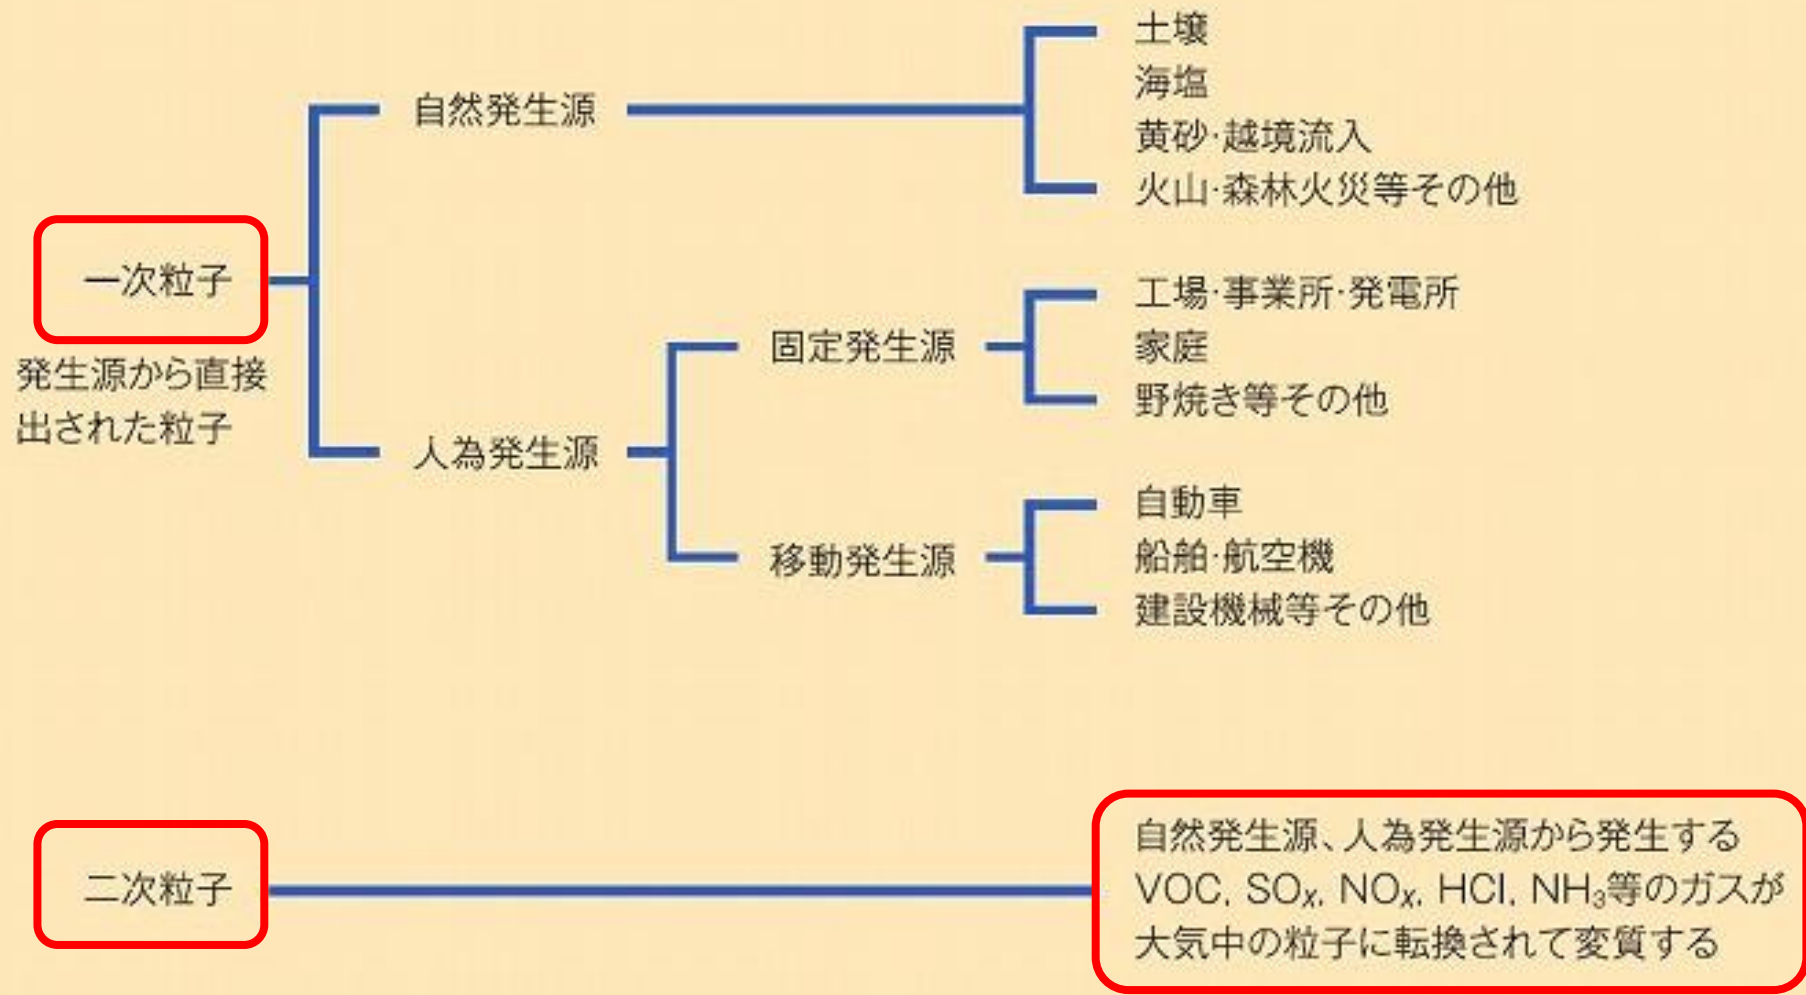 土壌
海塩
黄砂·越境流入
火山·森林火災等その他
自然発生源
一次粒子
発生源から直接
出された粒子
人為発生源
固定発生源
工場·事業所·発電所
家庭
野焼き等その他
移動発生源
自動車
船舶·航空機
建設機械等その他
二次粒子
自然発生源、人為発生源から発生する
VOC, SOx, NOx, HCl, NH₃等のガスが
大気中の粒子に転換されて変質する